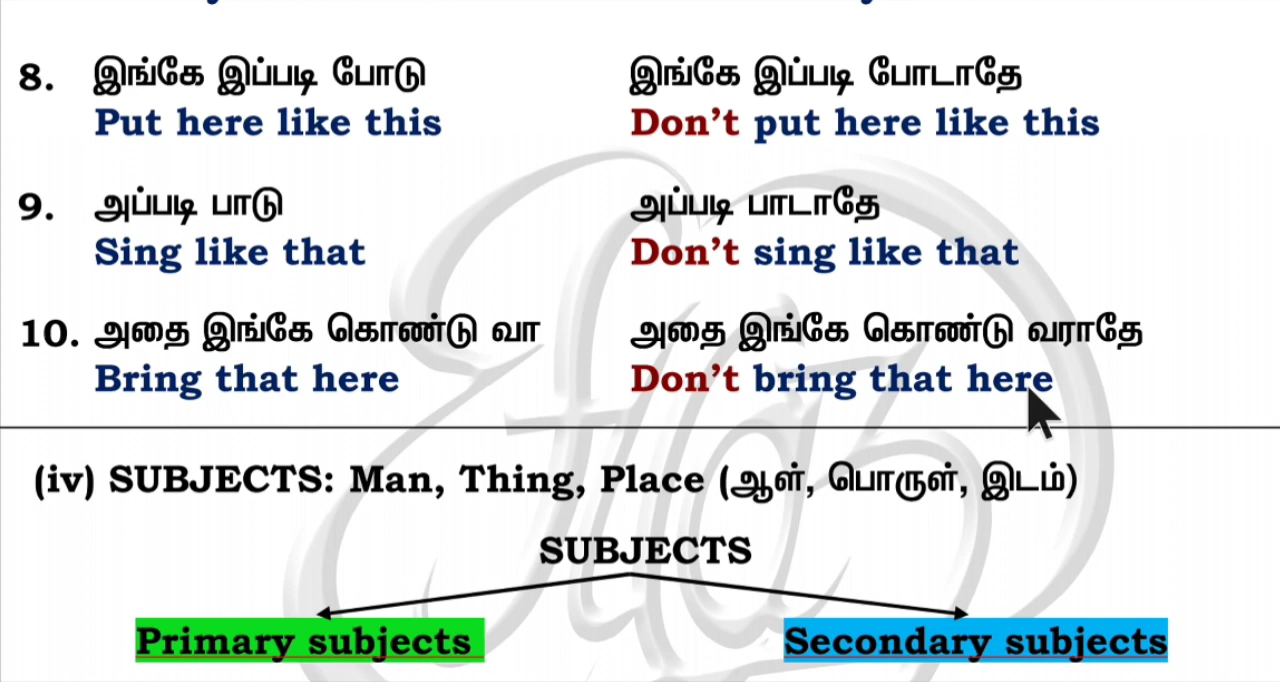 8. இங்கே இப்படி போடு இங்கே இப்படி போடாதே
Put here like this Don’t put here like this
9. அப்படி பாடு அப்படி பாடாதே
Sing like that Don’t sing like that
10. அதை இங்கே கொண்டு வா அதை இங்கே கொண்டு வராதே
Bring that here Don’t bring that here
(iv) SUBJECTS: Man, Thing, Place (ஆள், பொருள், இடம்)
SUBJECTS
Primary subjects Secondary subjects